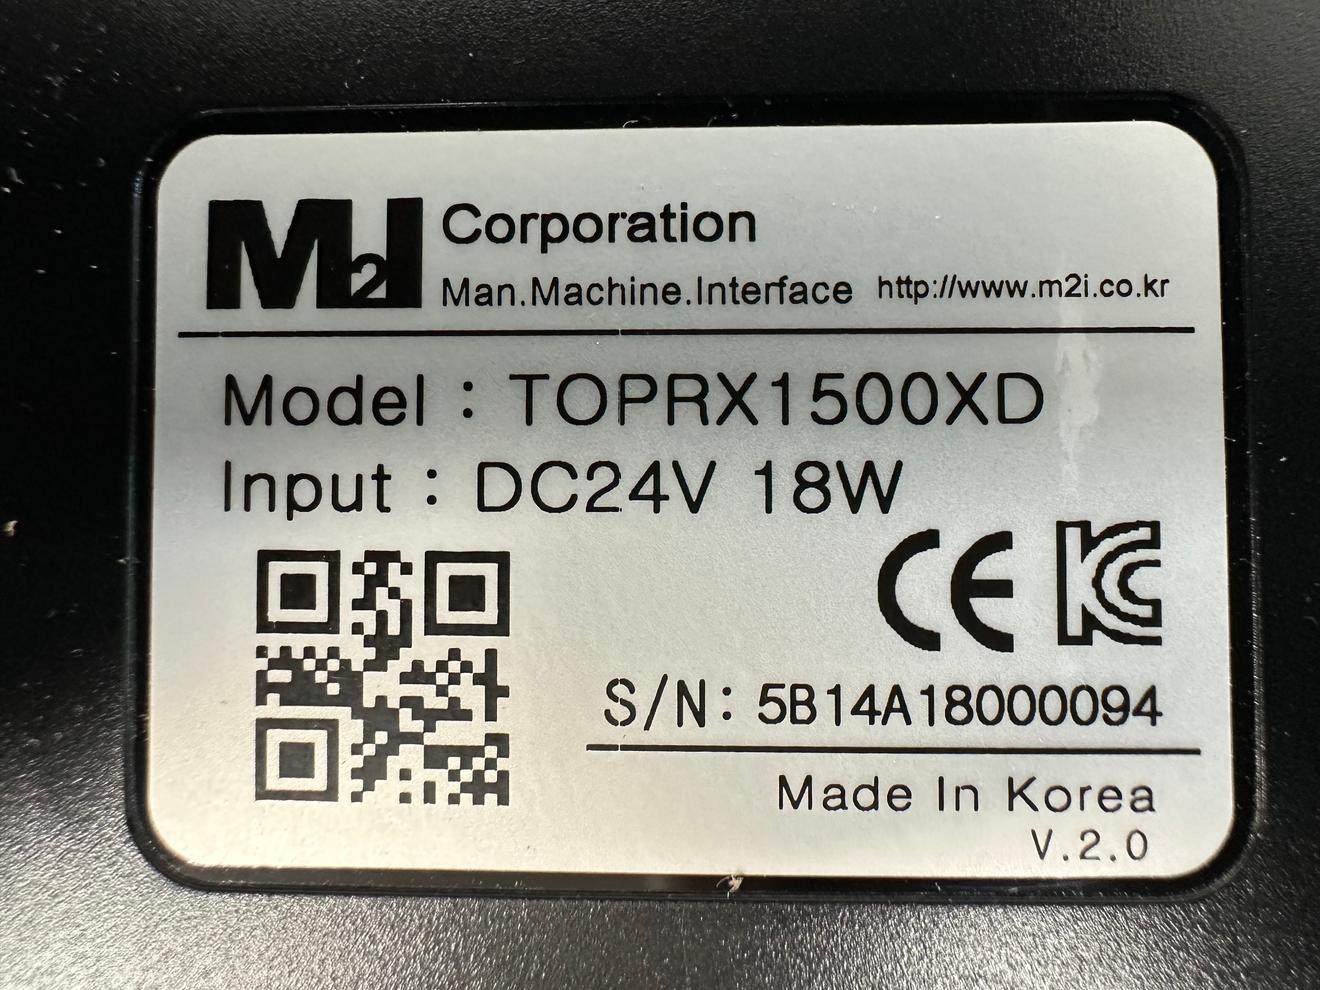 M2I Corporation
Man.Machine.Interface http://www.m2i.co.kr
Model : TOPRX1500XD
Input : DC24V 18W
CE KC
S/N: 5B14A18000094
Made In Korea
V.2.0